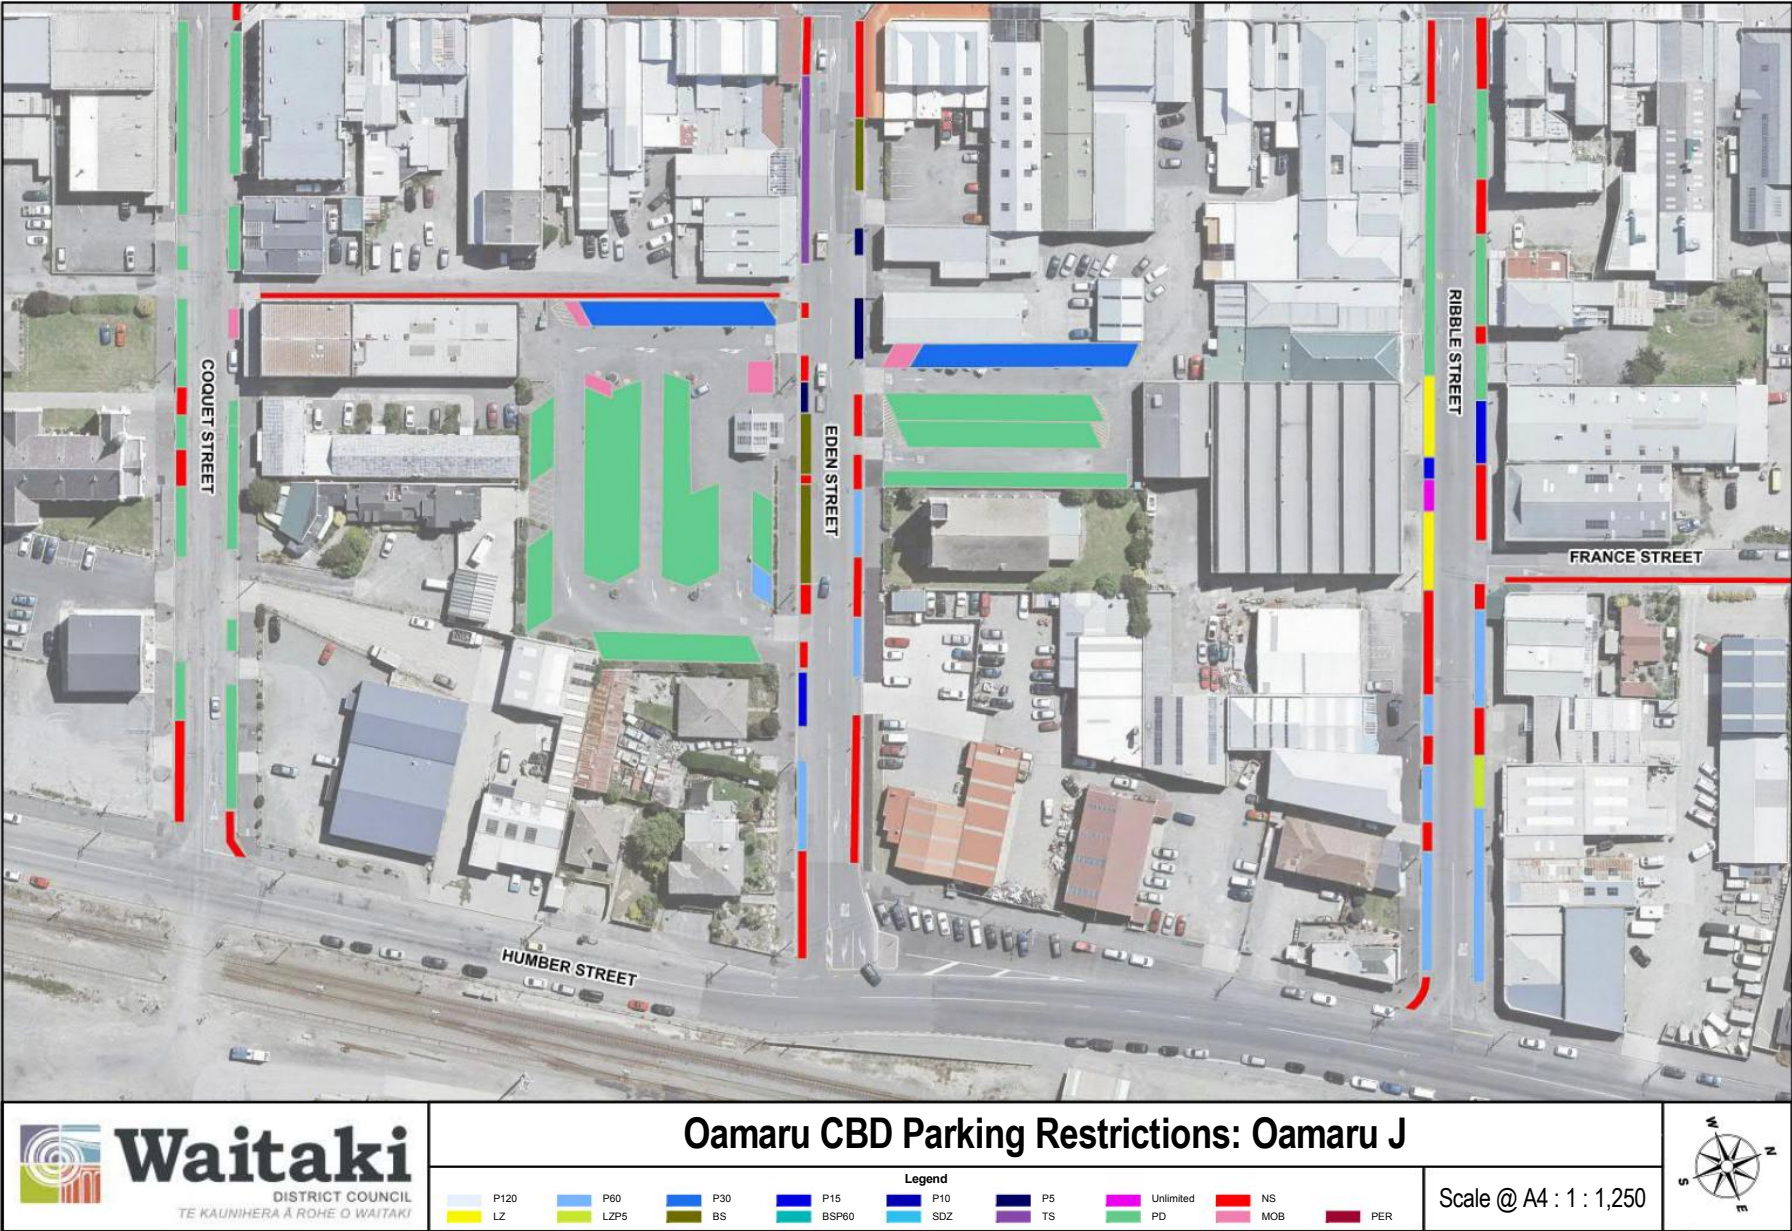 COQUET STREET
EDEN STREET
RIBBLE STREET
FRANCE STREET
HUMBER STREET
Waitaki
DISTRICT COUNCIL
TE KAUNIHERA Ā ROHE O WAITAKI
Oamaru CBD Parking Restrictions: Oamaru J
Legend
P120 P60 P30 P15 P10 P5 Unlimited NS
LZ LZP5 BS BSP60 SDZ TS PD MOB PER
Scale @ A4 : 1 : 1,250
W
N
S
E